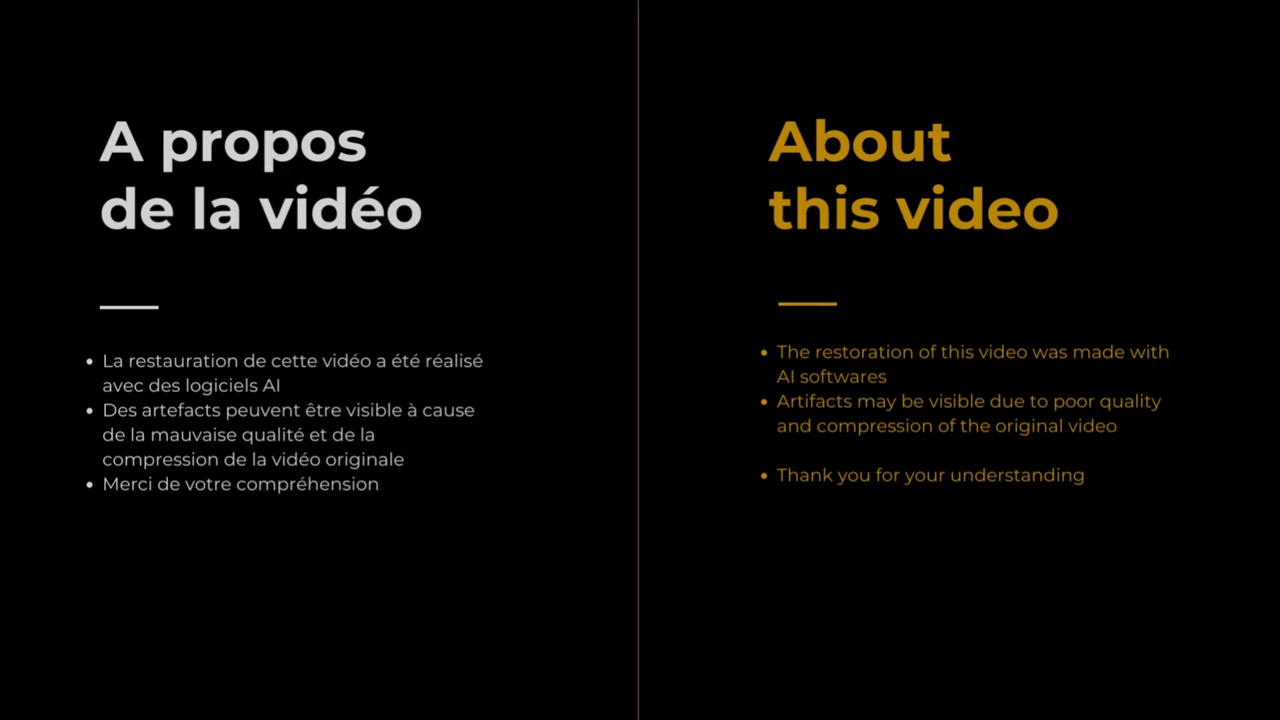 A propos
de la vidéo
La restauration de cette vidéo a été réalisé
avec des logiciels AI
Des artefacts peuvent être visible à cause
de la mauvaise qualité et de la
compression de la vidéo originale
Merci de votre compréhension
About
this video
The restoration of this video was made with
AI softwares
Artifacts may be visible due to poor quality
and compression of the original video
Thank you for your understanding